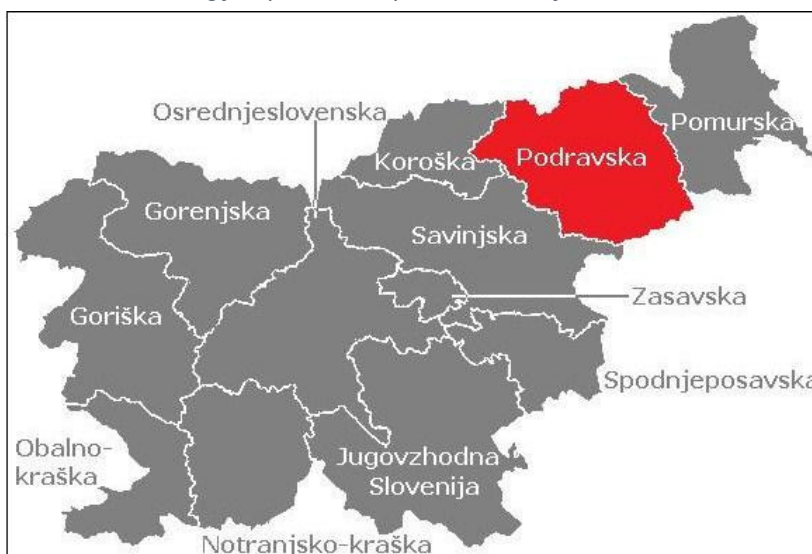 Osrednjeslovenska
Pomurska
Koroška
Podravska
Gorenjska
Savinjska
Goriška
Zasavska
Spodnjeposavska
Obalno-
kraška
Jugovzhodna
Slovenija
Notranjsko-kraška